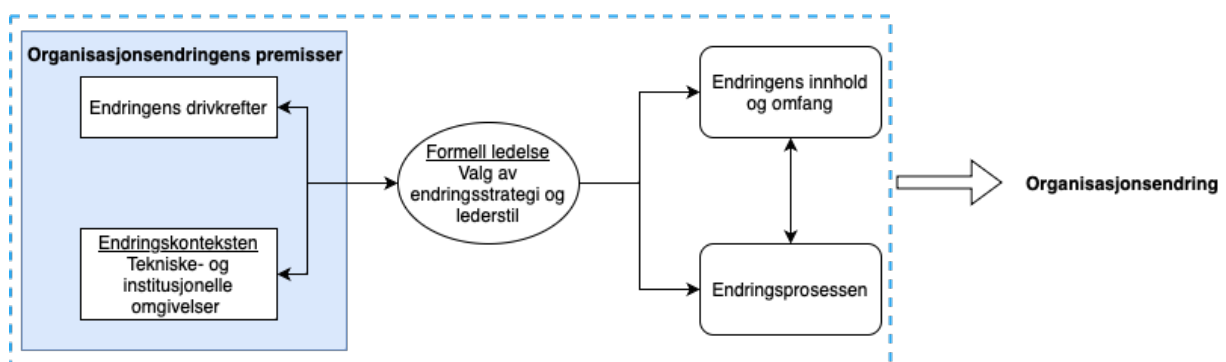 Organisasjonsendringens premisser
Endringens drivkrefter
Endringskonteksten
Tekniske- og
institusjonelle
omgivelser
Formell ledelse
Valg av
endringsstrategi og
lederstil
Endringens innhold
og omfang
Endringsprosessen
Organisasjonsendring